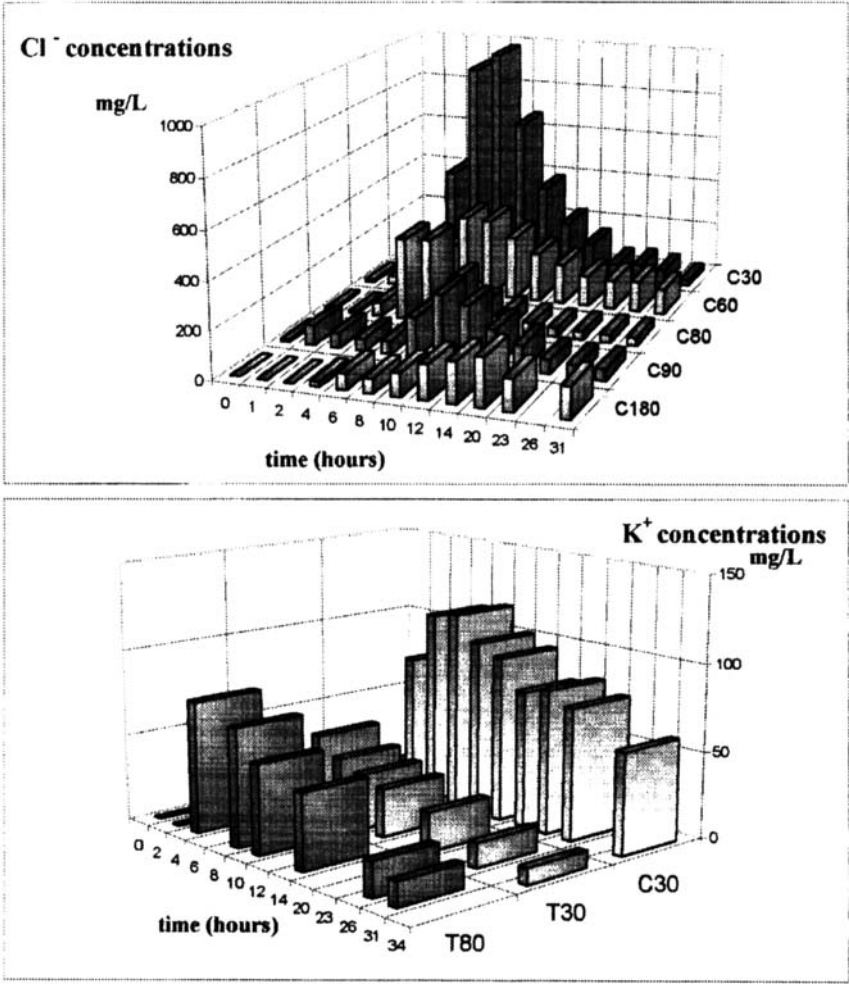 Cl⁻ concentrations
mg/L
1000
800
600
400
200
0
0 1 2 4 6 8 10 12 14 20 23 26 31
time (hours)
C30
C60
C80
C90
C180
K⁺ concentrations
mg/L
150
100
50
0
0 2 4 6 8 10 12 14 20 23 26 31 34
time (hours)
T80
T30
C30